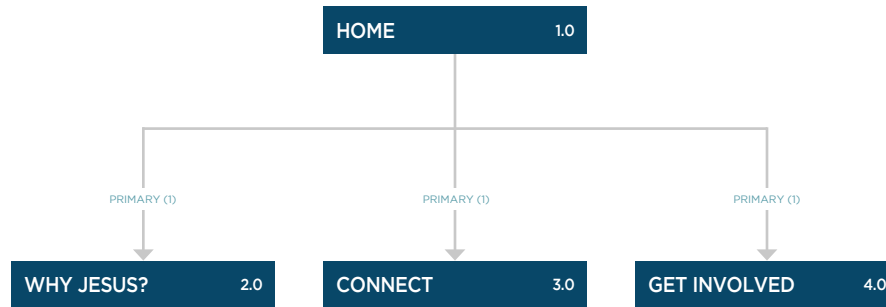 HOME 1.0
PRIMARY (1) PRIMARY (1) PRIMARY (1)
WHY JESUS? 2.0 CONNECT 3.0 GET INVOLVED 4.0